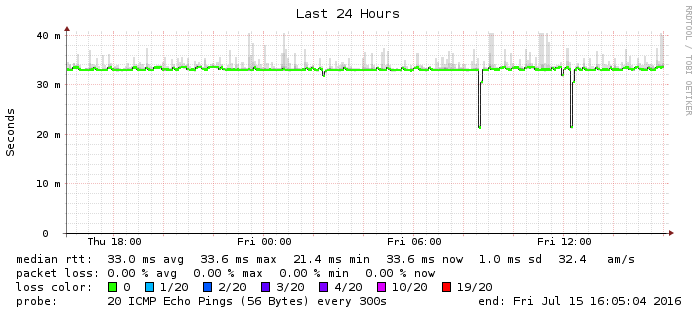 Last 24 Hours
RRDTOOL / TOBI OETIKER
Seconds
40 m
30 m
20 m
10 m
0
Thu 18:00 Fri 00:00 Fri 06:00 Fri 12:00
median rtt: 33.0 ms avg 33.6 ms max 21.4 ms min 33.6 ms now 1.0 ms sd 32.4 am/s
packet loss: 0.00 % avg 0.00 % max 0.00 % min 0.00 % now
loss color: 0 1/20 2/20 3/20 4/20 10/20 19/20
probe: 20 ICMP Echo Pings (56 Bytes) every 300s end: Fri Jul 15 16:05:04 2016